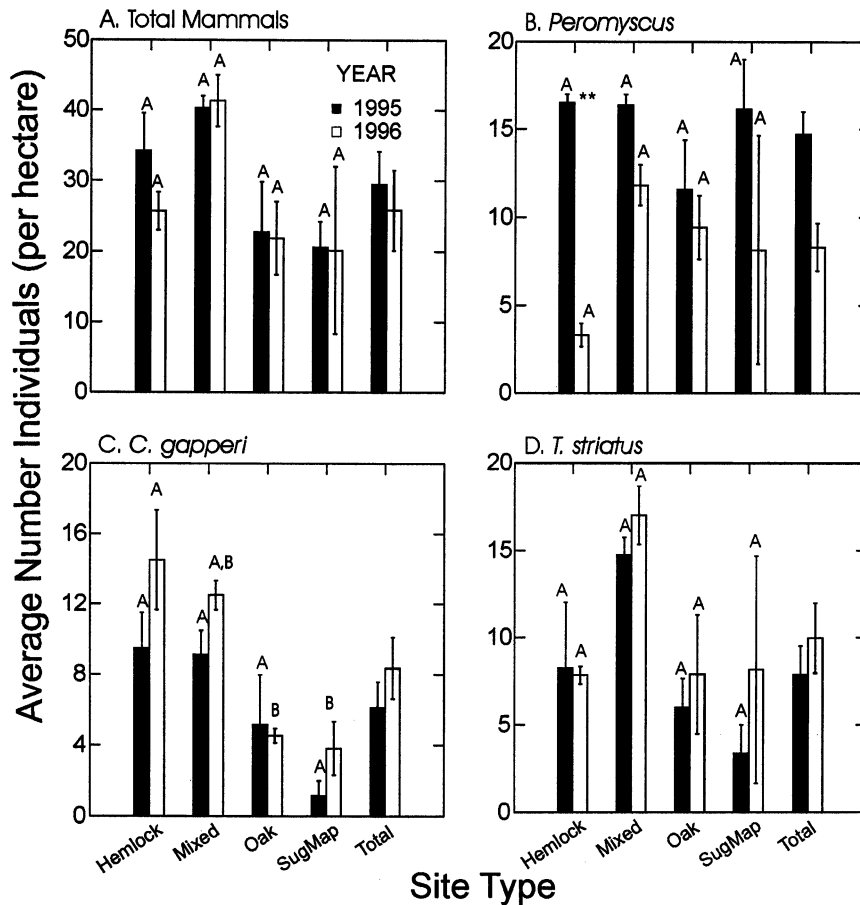 Average Number Individuals (per hectare)
A. Total Mammals
50
40
30
20
10
0
YEAR
1995
1996
A
A
A
A
A
A
A
A
B. Peromyscus
20
15
10
5
0
A
**
A
A
A
A
A
A
A
C. C. gapperi
20
16
12
8
4
0
A
A
A
A,B
A
B
A
B
Hemlock
Mixed
Oak
SugMap
Total
D. T. striatus
20
15
10
5
0
A
A
A
A
A
A
A
A
Hemlock
Mixed
Oak
SugMap
Total
Site Type